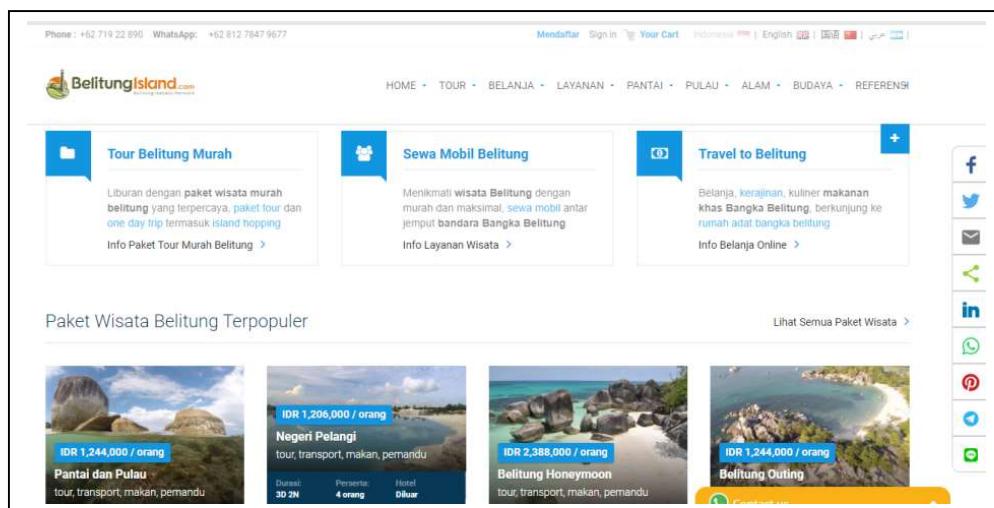 Phone : +62 719 22 890 WhatsApp: +62 812 7847 9677
Mendaftar Sign in Your Cart Indonesia | English | | عربي |
BelitungIsland.com
HOME TOUR BELANJA LAYANAN PANTAI PULAU ALAM BUDAYA REFERENSI
Tour Belitung Murah
Liburan dengan paket wisata murah
belitung yang terpercaya, paket tour dan
one day trip termasuk island hopping
Info Paket Tour Murah Belitung >
Sewa Mobil Belitung
Menikmati wisata Belitung dengan
murah dan maksimal, sewa mobil antar
jemput bandara Bangka Belitung
Info Layanan Wisata >
+
Travel to Belitung
Belanja, kerajinan, kuliner makanan
khas Bangka Belitung, berkunjung ke
rumah adat bangka belitung
Info Belanja Online >
Paket Wisata Belitung Terpopuler
Lihat Semua Paket Wisata >
IDR 1,244,000 / orang
Pantai dan Pulau
tour, transport, makan, pemandu
IDR 1,206,000 / orang
Negeri Pelangi
tour, transport, makan, pemandu
Durasi: Perserta: Hotel
3D 2N 4 orang Diluar
IDR 2,388,000 / orang
Belitung Honeymoon
tour, transport, makan, pemandu
IDR 1,244,000 / orang
Belitung Outing
Contact us